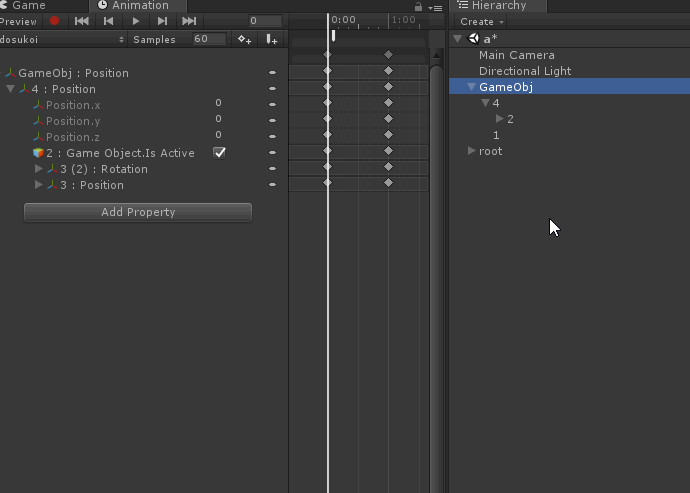 Game Animation Hierarchy
Preview 0 0:00 1:00 Create
dosukoi Samples 60 a*
Main Camera
GameObj : Position Directional Light
4 : Position GameObj
Position.x 0 4
Position.y 0 2
Position.z 0 1
2 : Game Object.Is Active root
3 (2) : Rotation
3 : Position
Add Property